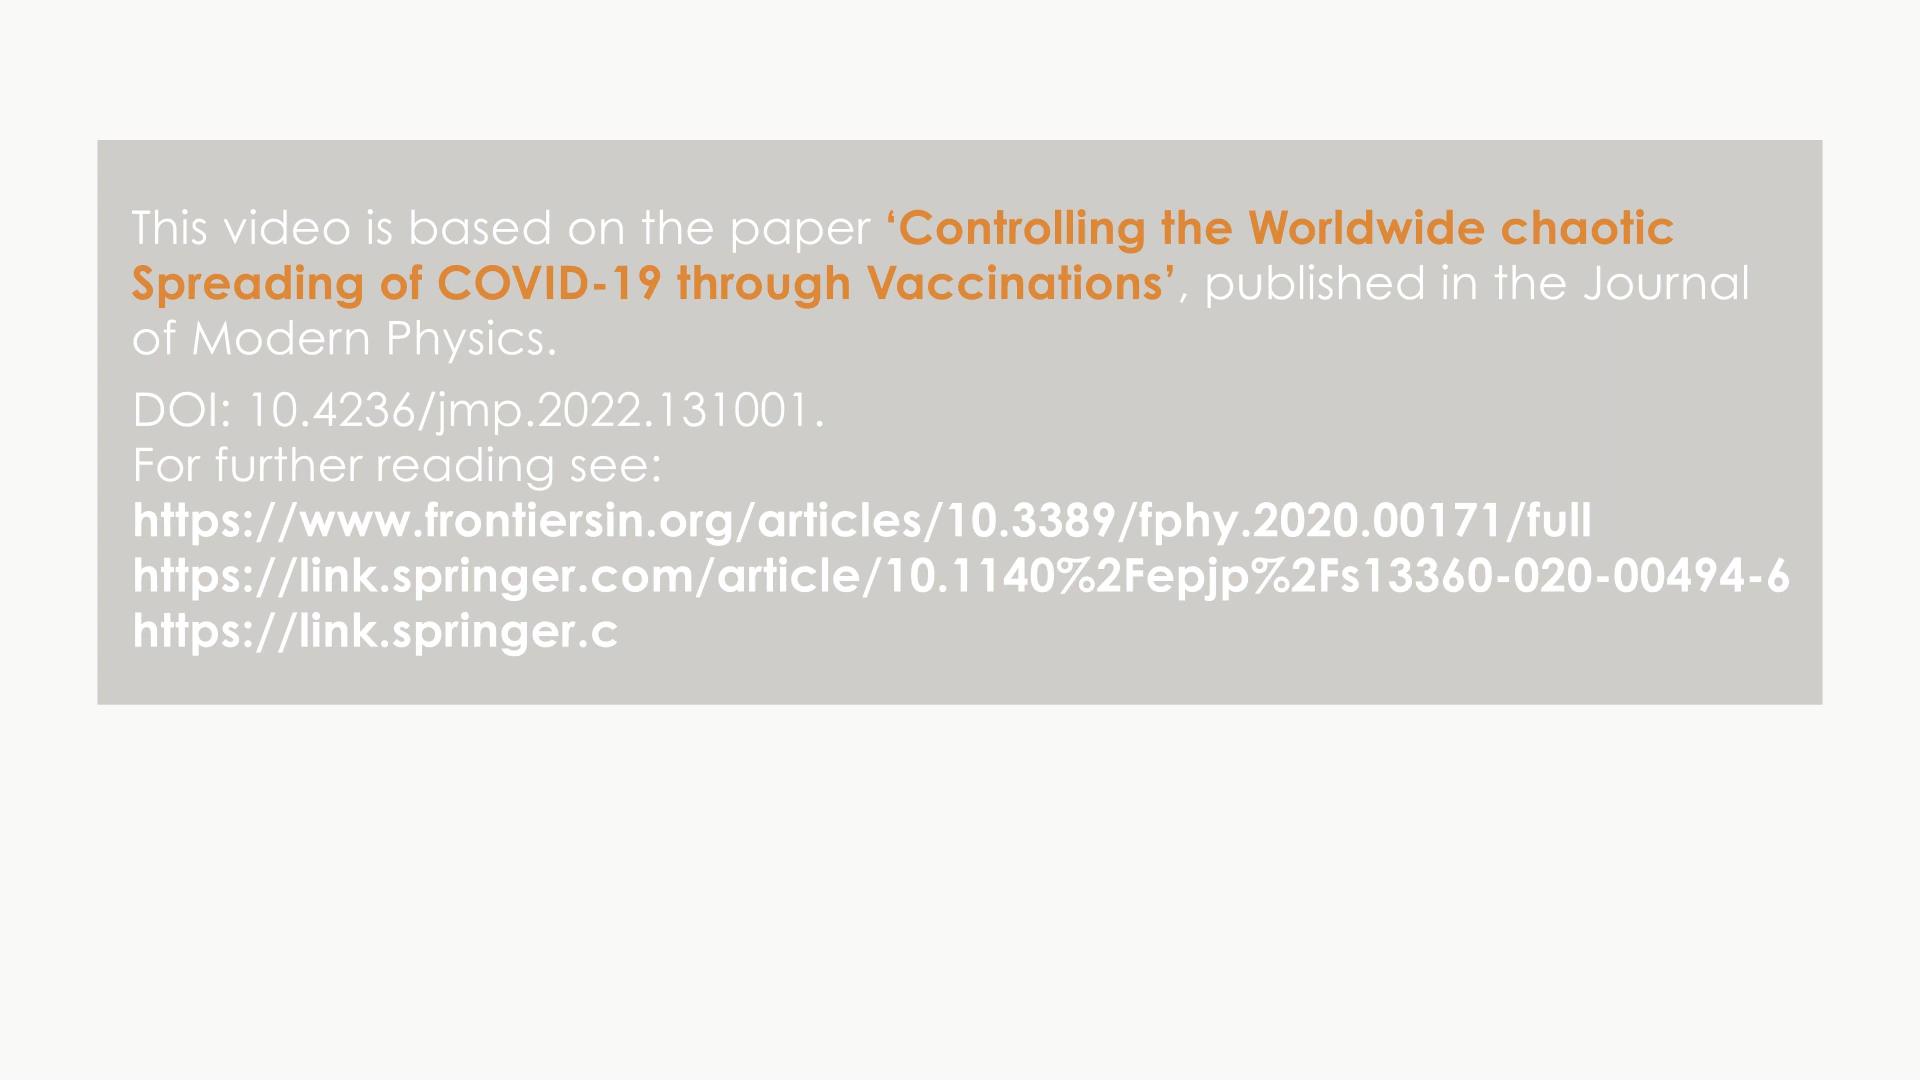 This video is based on the paper ‘Controlling the Worldwide chaotic
Spreading of COVID-19 through Vaccinations’, published in the Journal
of Modern Physics.
DOI: 10.4236/jmp.2022.131001.
For further reading see:
https://www.frontiersin.org/articles/10.3389/fphy.2020.00171/full
https://link.springer.com/article/10.1140%2Fepjp%2Fs13360-020-00494-6
https://link.springer.c